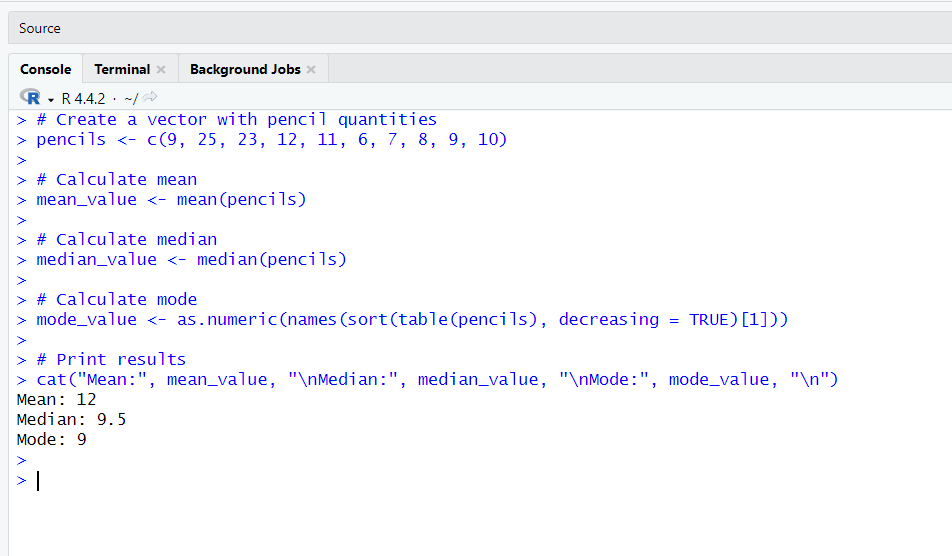 Source
Console Terminal Background Jobs
R R 4.4.2 · ~/
> # Create a vector with pencil quantities
> pencils <- c(9, 25, 23, 12, 11, 6, 7, 8, 9, 10)
>
> # Calculate mean
> mean_value <- mean(pencils)
>
> # Calculate median
> median_value <- median(pencils)
>
> # Calculate mode
> mode_value <- as.numeric(names(sort(table(pencils), decreasing = TRUE)[1]))
>
> # Print results
> cat("Mean:", mean_value, "\nMedian:", median_value, "\nMode:", mode_value, "\n")
Mean: 12
Median: 9.5
Mode: 9
>
>